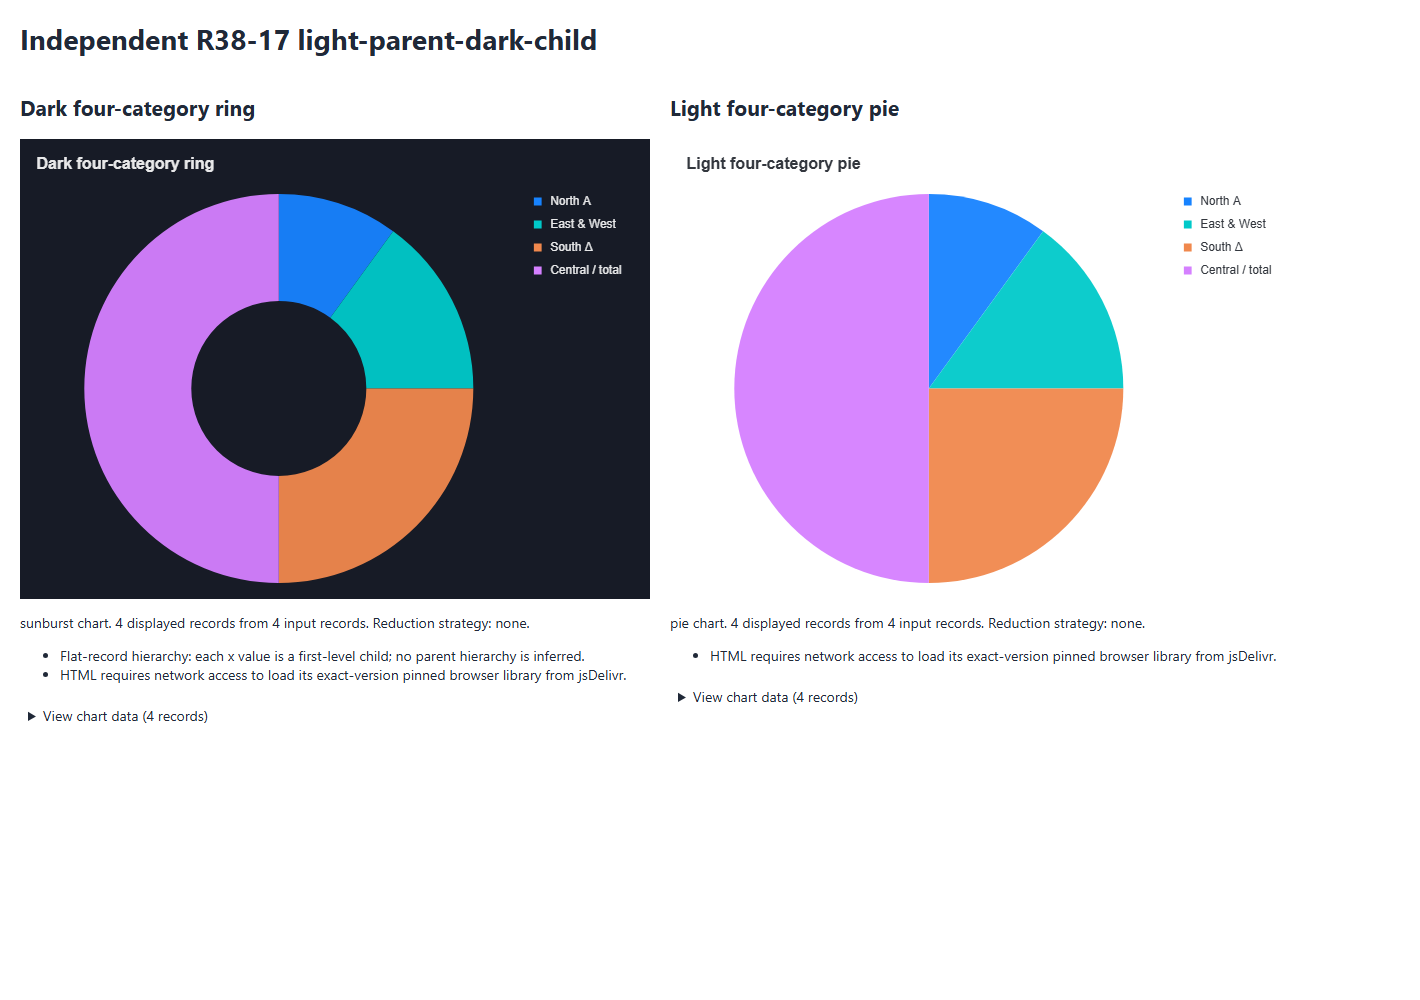 Independent R38-17 light-parent-dark-child
Dark four-category ring
Dark four-category ring
North A
East & West
South Δ
Central / total
sunburst chart. 4 displayed records from 4 input records. Reduction strategy: none.
Flat-record hierarchy: each x value is a first-level child; no parent hierarchy is inferred.
HTML requires network access to load its exact-version pinned browser library from jsDelivr.
View chart data (4 records)
Light four-category pie
Light four-category pie
North A
East & West
South Δ
Central / total
pie chart. 4 displayed records from 4 input records. Reduction strategy: none.
HTML requires network access to load its exact-version pinned browser library from jsDelivr.
View chart data (4 records)